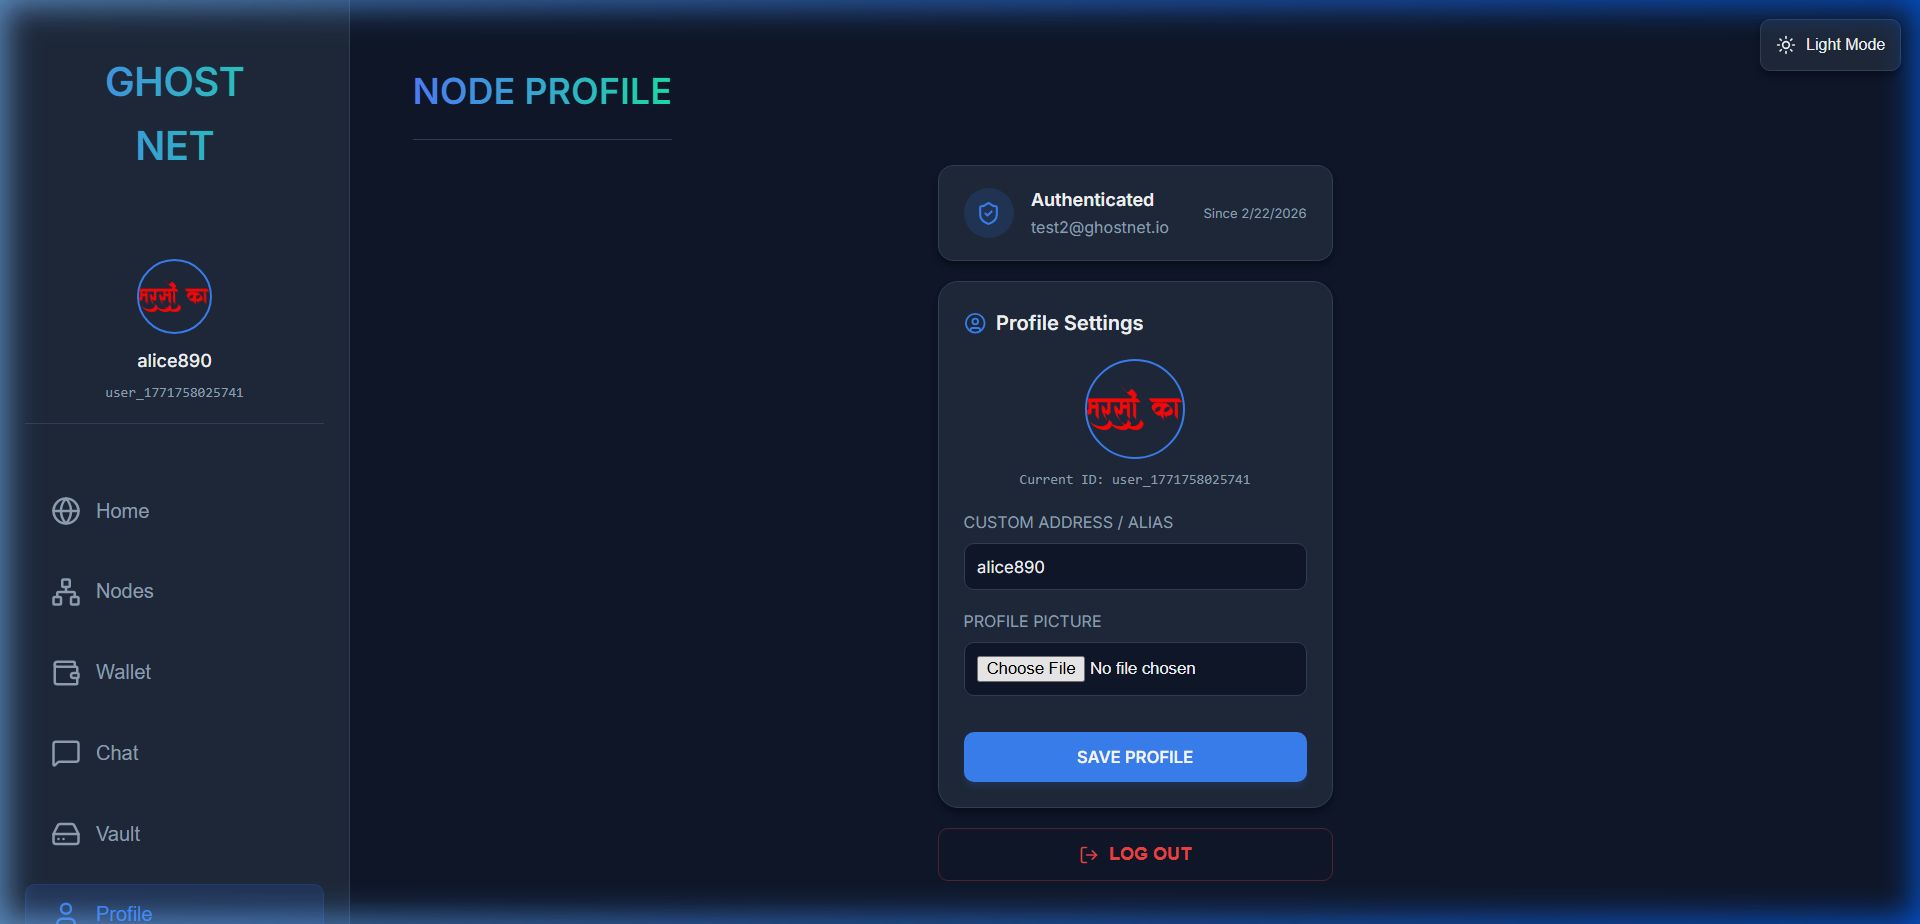 GHOST
NET
सरसों का
alice890
user_1771758025741
Home
Nodes
Wallet
Chat
Vault
Profile
Light Mode
NODE PROFILE
Authenticated
test2@ghostnet.io
Since 2/22/2026
Profile Settings
सरसों का
Current ID: user_1771758025741
CUSTOM ADDRESS / ALIAS
alice890
PROFILE PICTURE
Choose File No file chosen
SAVE PROFILE
LOG OUT